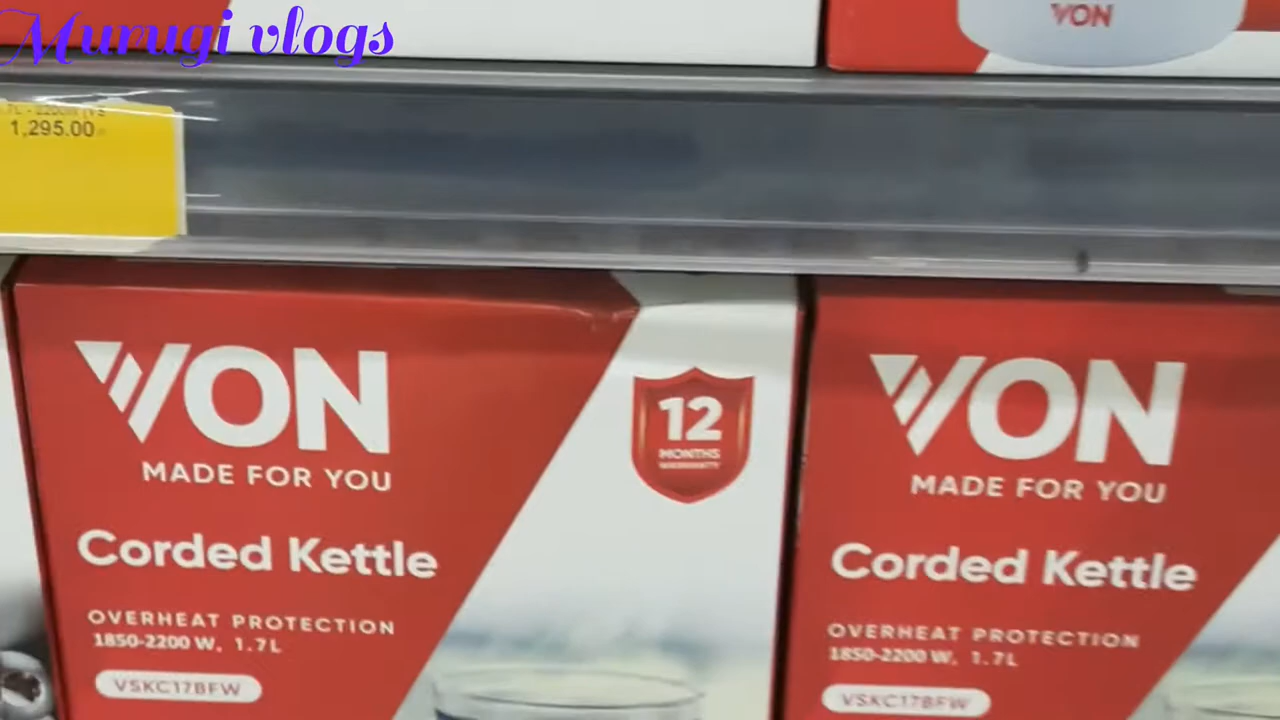 Murugi vlogs
VON
1,295.00
VON
MADE FOR YOU
Corded Kettle
OVERHEAT PROTECTION
1850-2200 W, 1.7L
VSKC17BFW
12
MONTHS
WARRANTY
VON
MADE FOR YOU
Corded Kettle
OVERHEAT PROTECTION
1850-2200 W, 1.7L
VSKC17BFW